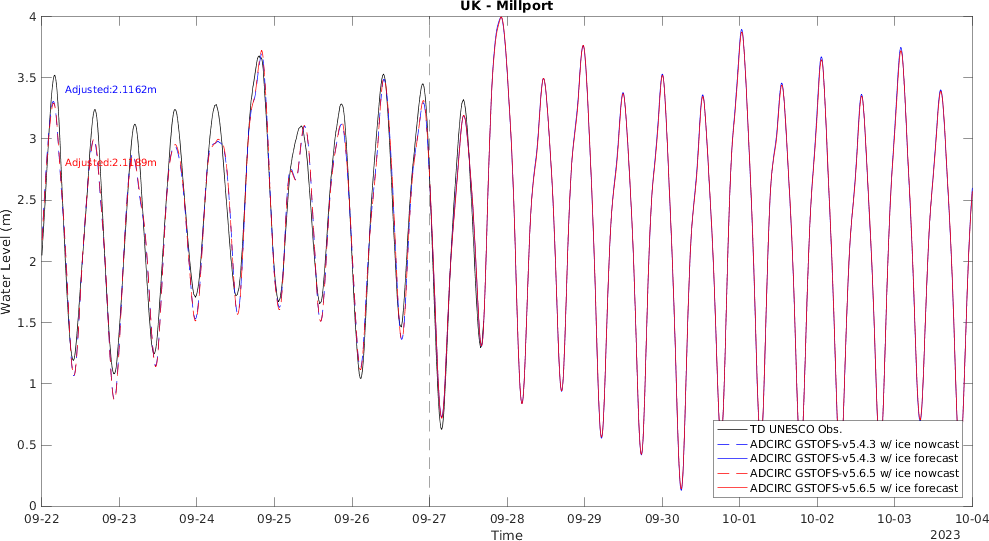 UK - Millport
4
3.5
3
2.5
2
1.5
1
0.5
0
Water Level (m)
Adjusted:2.1162m
Adjusted:2.1189m
TD UNESCO Obs.
ADCIRC GSTOFS-v5.4.3 w/ ice nowcast
ADCIRC GSTOFS-v5.4.3 w/ ice forecast
ADCIRC GSTOFS-v5.6.5 w/ ice nowcast
ADCIRC GSTOFS-v5.6.5 w/ ice forecast
09-22 09-23 09-24 09-25 09-26 09-27 09-28 09-29 09-30 10-01 10-02 10-03 10-04
Time
2023